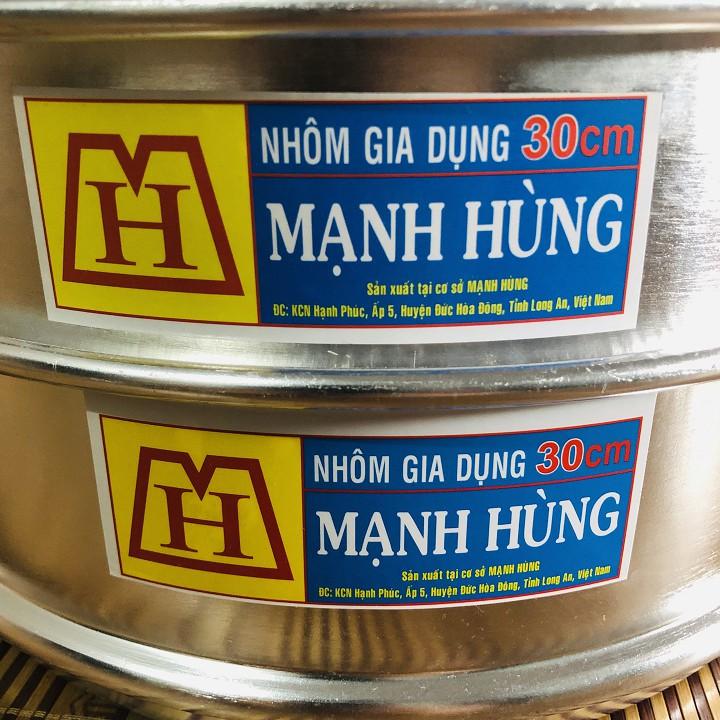 MH
NHÔM GIA DỤNG 30cm
MẠNH HÙNG
Sản xuất tại cơ sở MẠNH HÙNG
ĐC: KCN Hạnh Phúc, Ấp 5, Huyện Đức Hòa Đông, Tỉnh Long An, Việt Nam
MH
NHÔM GIA DỤNG 30cm
MẠNH HÙNG
Sản xuất tại cơ sở MẠNH HÙNG
ĐC: KCN Hạnh Phúc, Ấp 5, Huyện Đức Hòa Đông, Tỉnh Long An, Việt Nam